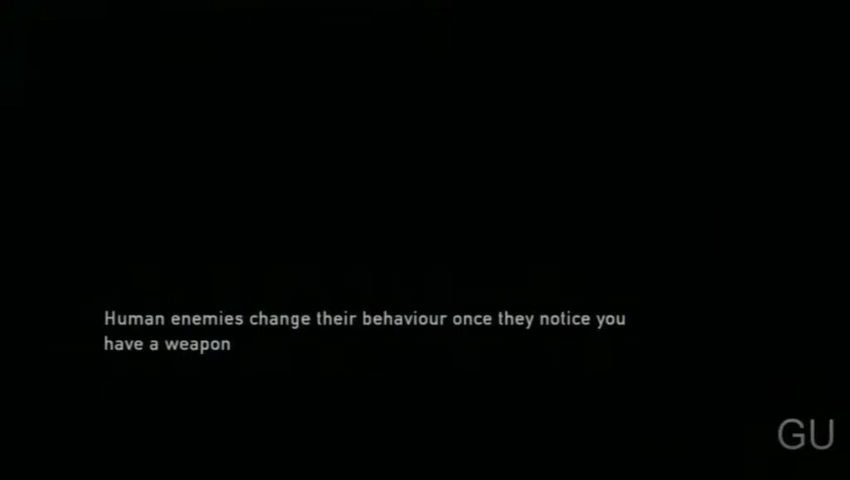 Human enemies change their behaviour once they notice you
have a weapon
GU